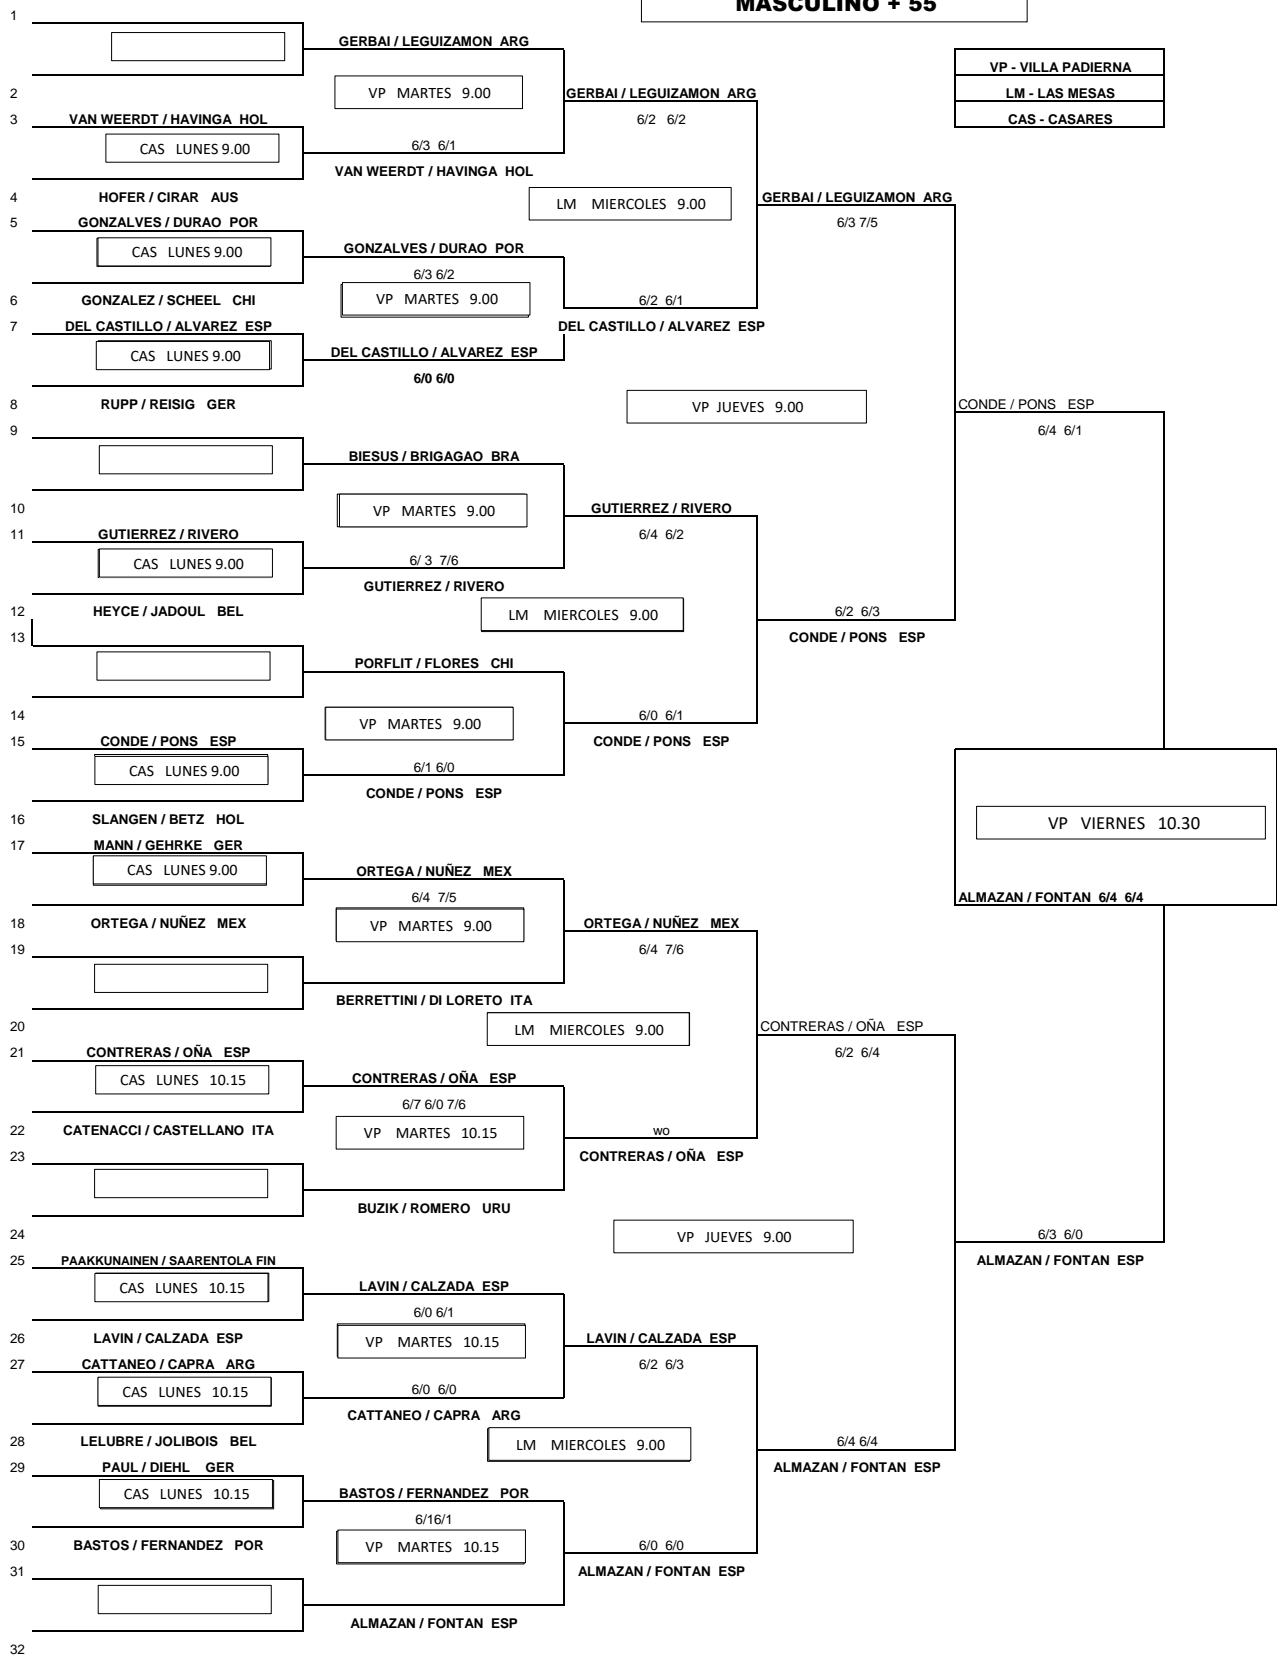 MASCULINO + 55
1
GERBAI / LEGUIZAMON ARG
VP - VILLA PADIERNA
VP MARTES 9.00
2
GERBAI / LEGUIZAMON ARG
LM - LAS MESAS
3
VAN WEERDT / HAVINGA HOL
6/2 6/2
CAS - CASARES
CAS LUNES 9.00
6/3 6/1
VAN WEERDT / HAVINGA HOL
4
HOFER / CIRAR AUS
LM MIERCOLES 9.00
GERBAI / LEGUIZAMON ARG
5
GONZALVES / DURAO POR
6/3 7/5
CAS LUNES 9.00
GONZALVES / DURAO POR
6/3 6/2
6
GONZALEZ / SCHEEL CHI
VP MARTES 9.00
6/2 6/1
7
DEL CASTILLO / ALVAREZ ESP
DEL CASTILLO / ALVAREZ ESP
CAS LUNES 9.00
DEL CASTILLO / ALVAREZ ESP
6/0 6/0
8
RUPP / REISIG GER
VP JUEVES 9.00
CONDE / PONS ESP
9
6/4 6/1
BIESUS / BRIGAGAO BRA
10
VP MARTES 9.00
GUTIERREZ / RIVERO
11
GUTIERREZ / RIVERO
6/4 6/2
CAS LUNES 9.00
6/ 3 7/6
GUTIERREZ / RIVERO
12
HEYCE / JADOUL BEL
LM MIERCOLES 9.00
6/2 6/3
13
CONDE / PONS ESP
PORFLIT / FLORES CHI
14
VP MARTES 9.00
6/0 6/1
15
CONDE / PONS ESP
CONDE / PONS ESP
CAS LUNES 9.00
6/1 6/0
CONDE / PONS ESP
16
SLANGEN / BETZ HOL
VP VIERNES 10.30
17
MANN / GEHRKE GER
CAS LUNES 9.00
ORTEGA / NUÑEZ MEX
6/4 7/5
ALMAZAN / FONTAN 6/4 6/4
18
ORTEGA / NUÑEZ MEX
VP MARTES 9.00
ORTEGA / NUÑEZ MEX
19
6/4 7/6
BERRETTINI / DI LORETO ITA
20
LM MIERCOLES 9.00
CONTRERAS / OÑA ESP
21
CONTRERAS / OÑA ESP
6/2 6/4
CAS LUNES 10.15
CONTRERAS / OÑA ESP
6/7 6/0 7/6
22
CATENACCI / CASTELLANO ITA
VP MARTES 10.15
wo
23
CONTRERAS / OÑA ESP
BUZIK / ROMERO URU
24
VP JUEVES 9.00
6/3 6/0
25
PAAKKUNAINEN / SAARENTOLA FIN
ALMAZAN / FONTAN ESP
CAS LUNES 10.15
LAVIN / CALZADA ESP
6/0 6/1
26
LAVIN / CALZADA ESP
VP MARTES 10.15
LAVIN / CALZADA ESP
27
CATTANEO / CAPRA ARG
6/2 6/3
CAS LUNES 10.15
6/0 6/0
CATTANEO / CAPRA ARG
28
LELUBRE / JOLIBOIS BEL
LM MIERCOLES 9.00
6/4 6/4
29
PAUL / DIEHL GER
ALMAZAN / FONTAN ESP
CAS LUNES 10.15
BASTOS / FERNANDEZ POR
6/16/1
30
BASTOS / FERNANDEZ POR
VP MARTES 10.15
6/0 6/0
31
ALMAZAN / FONTAN ESP
ALMAZAN / FONTAN ESP
32